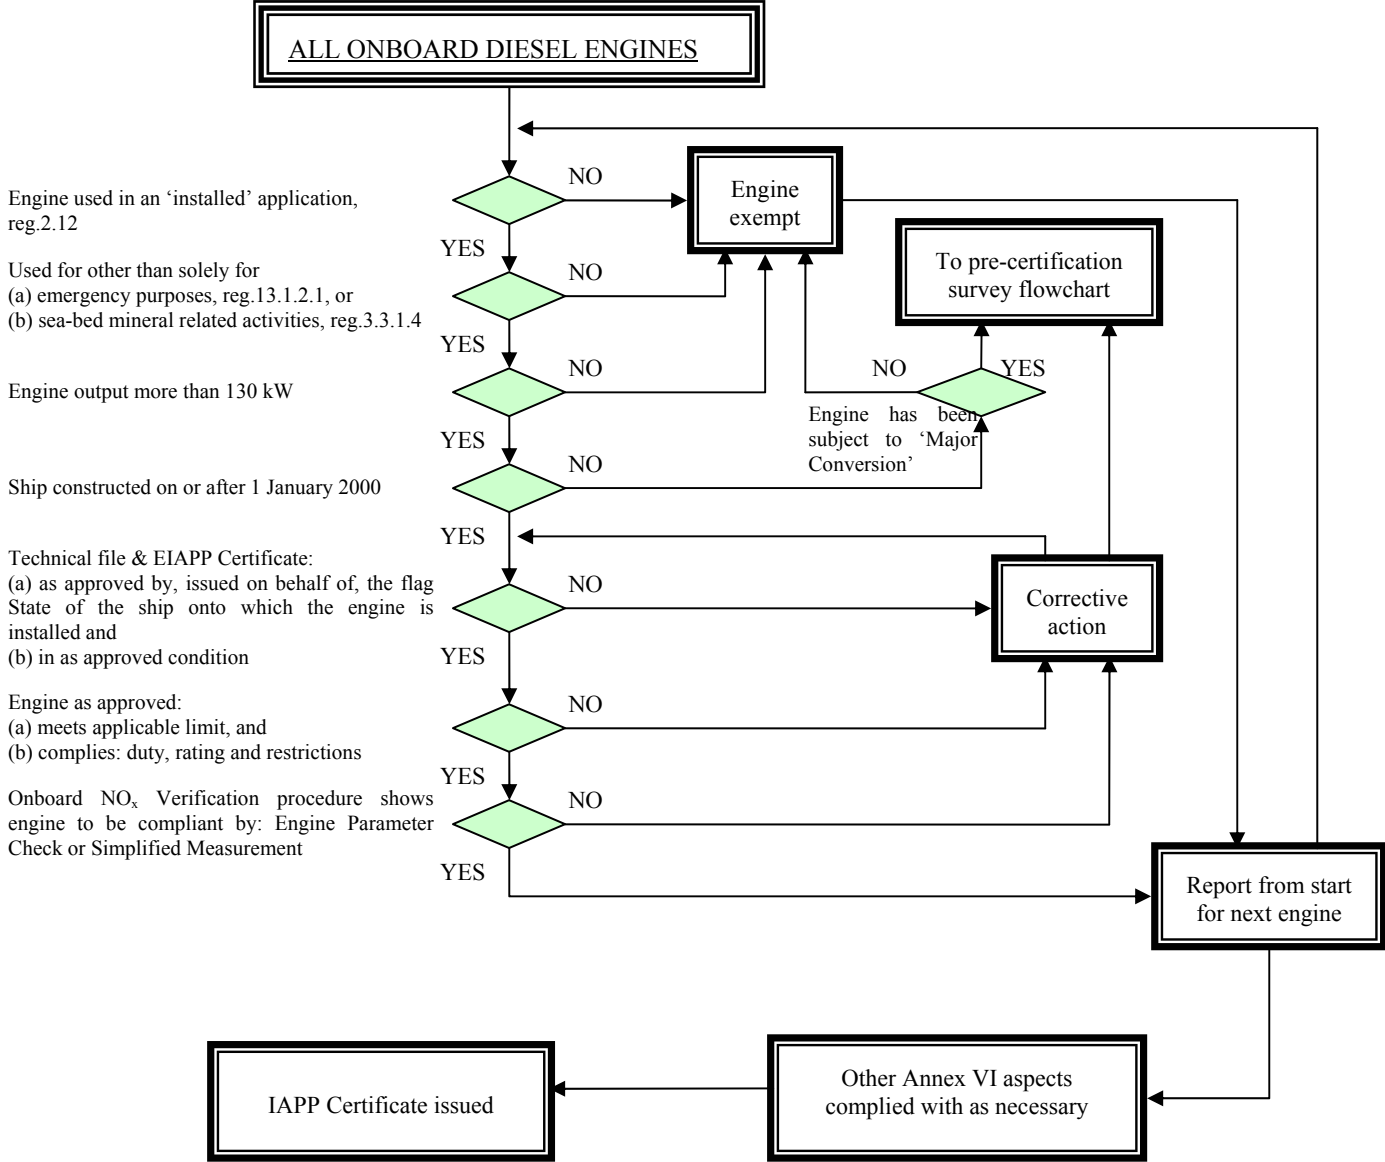 ALL ONBOARD DIESEL ENGINES
NO
Engine used in an ‘installed’ application,
reg.2.12
Engine
exempt
YES
Used for other than solely for
(a) emergency purposes, reg.13.1.2.1, or
(b) sea-bed mineral related activities, reg.3.3.1.4
NO
To pre-certification
survey flowchart
YES
Engine output more than 130 kW
NO
NO
YES
Engine has been
subject to ‘Major
Conversion’
YES
Ship constructed on or after 1 January 2000
NO
YES
Technical file & EIAPP Certificate:
(a) as approved by, issued on behalf of, the flag
State of the ship onto which the engine is
installed and
(b) in as approved condition
NO
Corrective
action
YES
Engine as approved:
(a) meets applicable limit, and
(b) complies: duty, rating and restrictions
NO
YES
Onboard NOx Verification procedure shows
engine to be compliant by: Engine Parameter
Check or Simplified Measurement
NO
YES
Report from start
for next engine
Other Annex VI aspects
complied with as necessary
IAPP Certificate issued